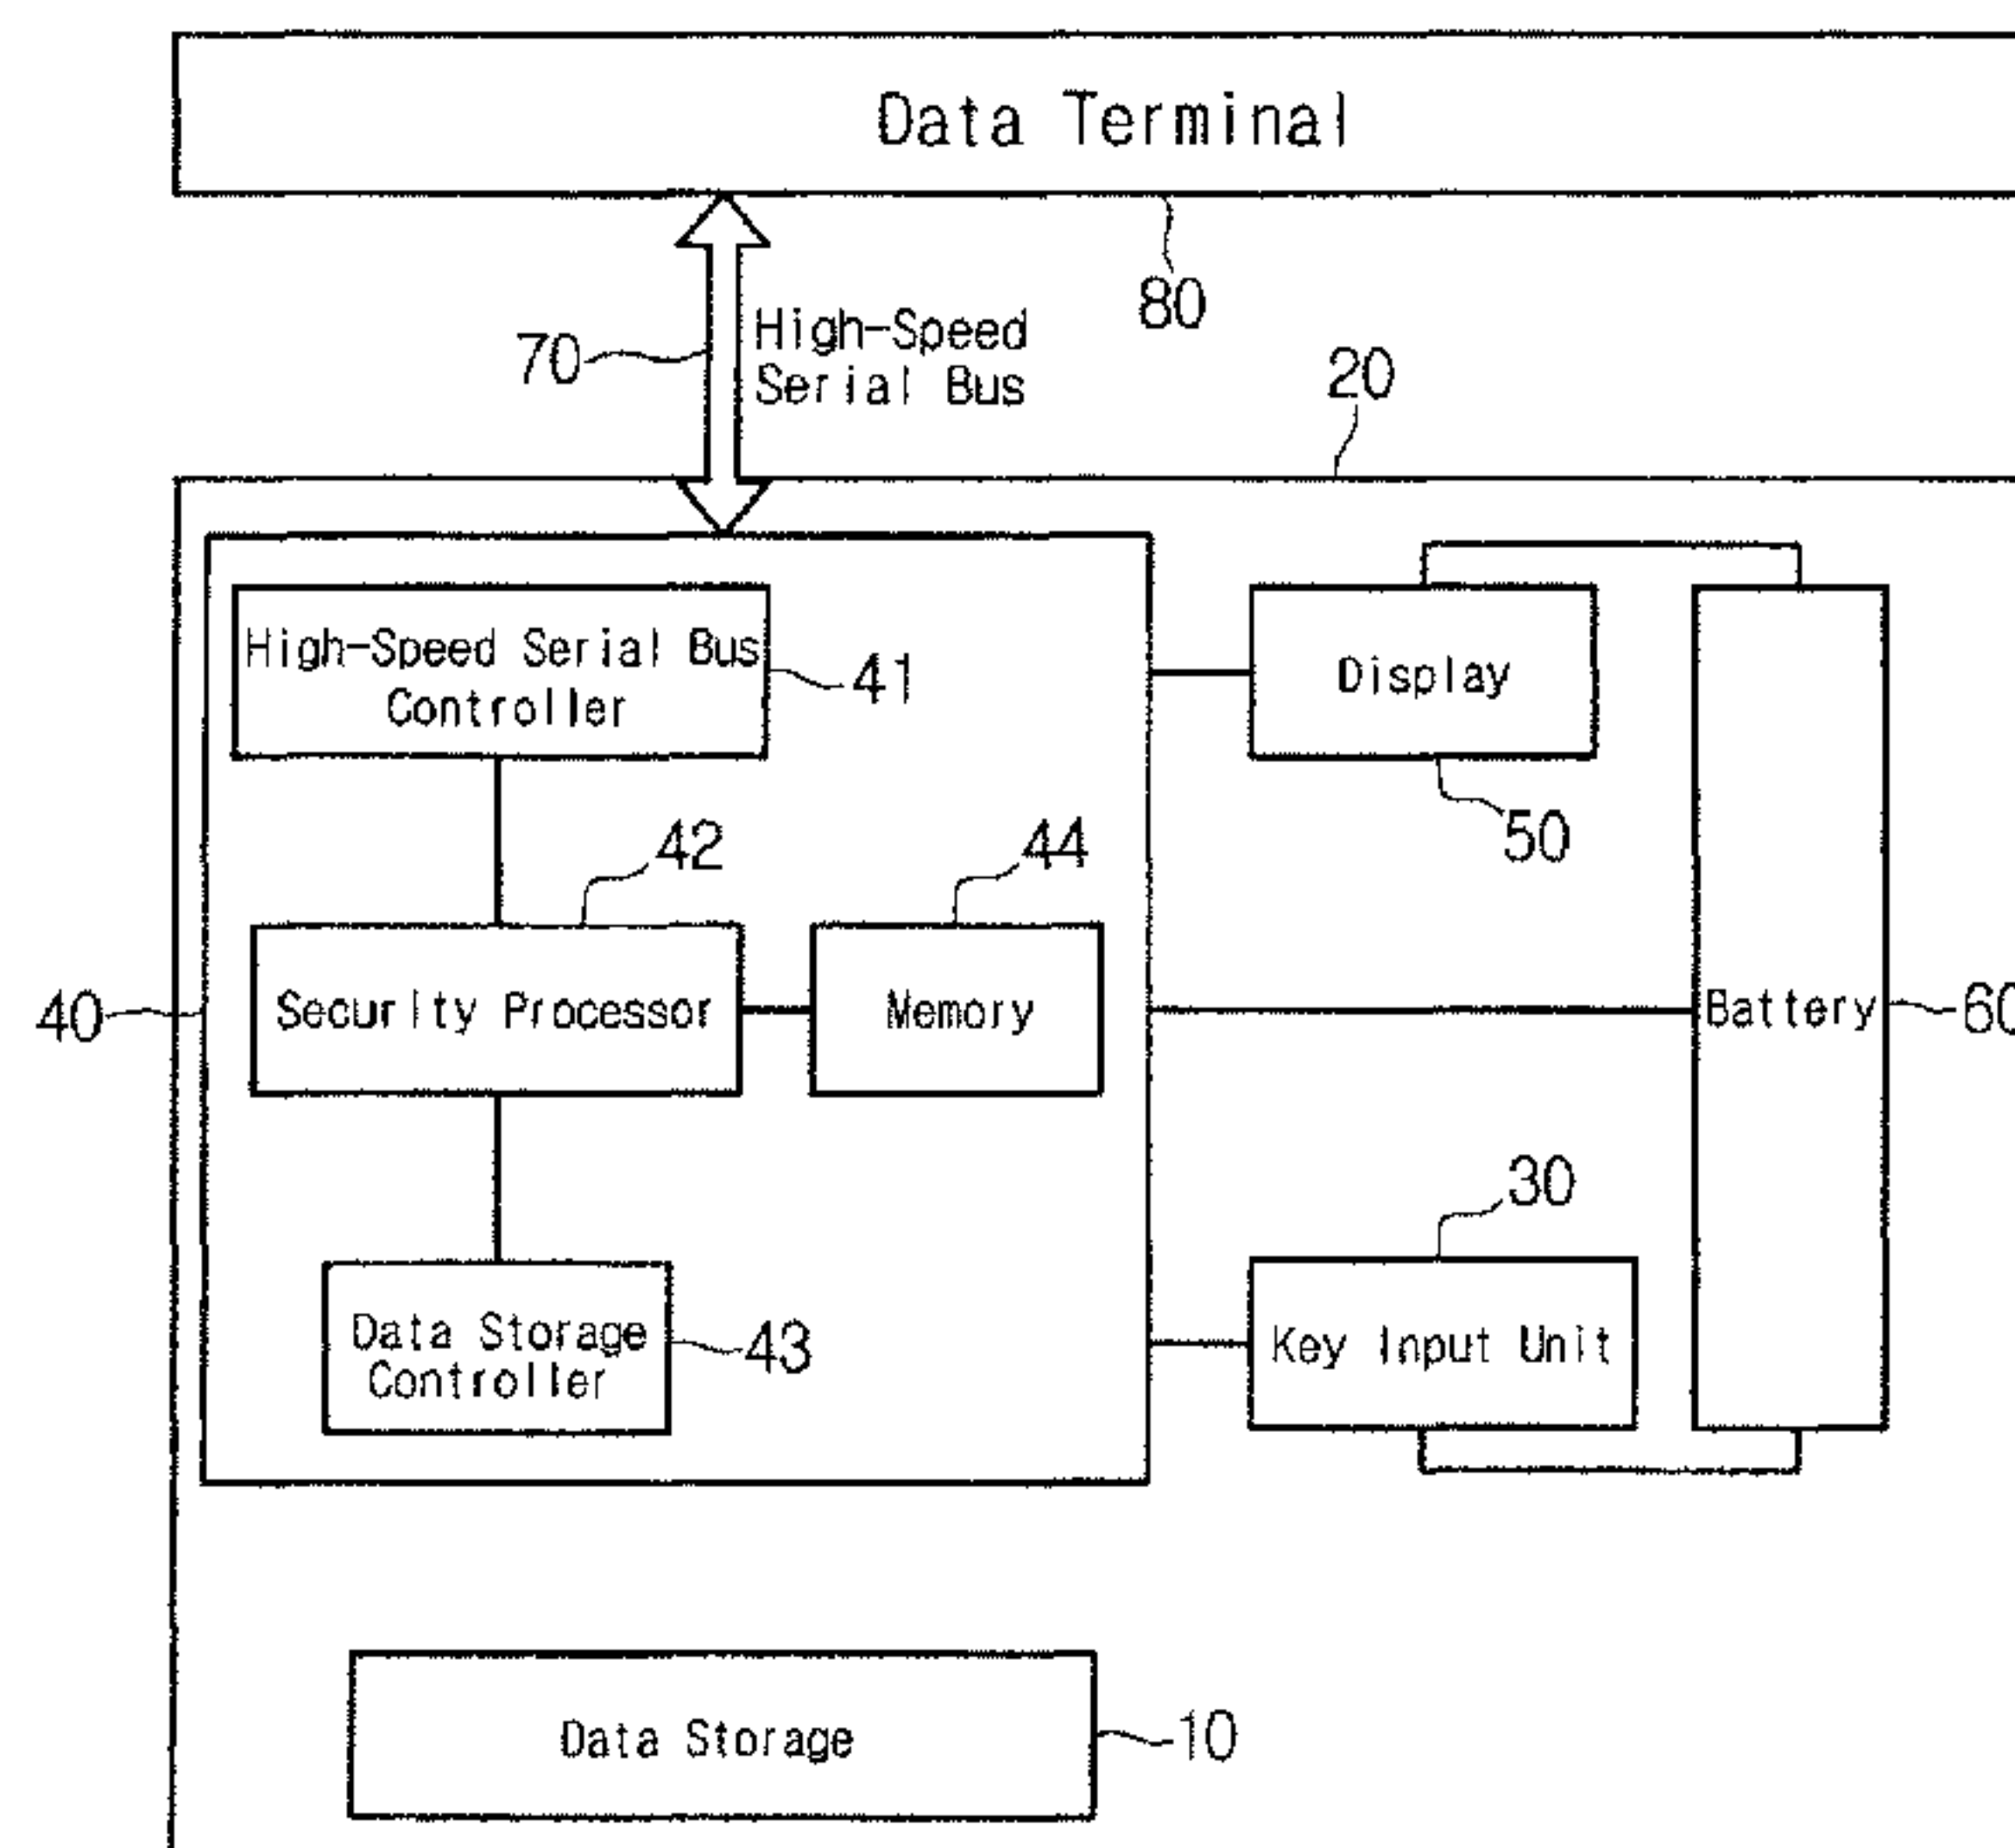 Data Terminal
80
70
High-Speed
Serial Bus
20
High-Speed Serial Bus
Controller
41
Display
50
42
44
40
Security Processor
Memory
Battery
60
30
Data Storage
Controller
43
Key Input Unit
Data Storage
10